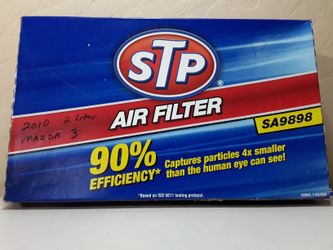 STP
®
2010 2 Liter
MAZDA 3
AIR FILTER
SA9898
90%
EFFICIENCY*
Captures particles 4x smaller
than the human eye can see!
*Based on ISO 5011 testing protocol.